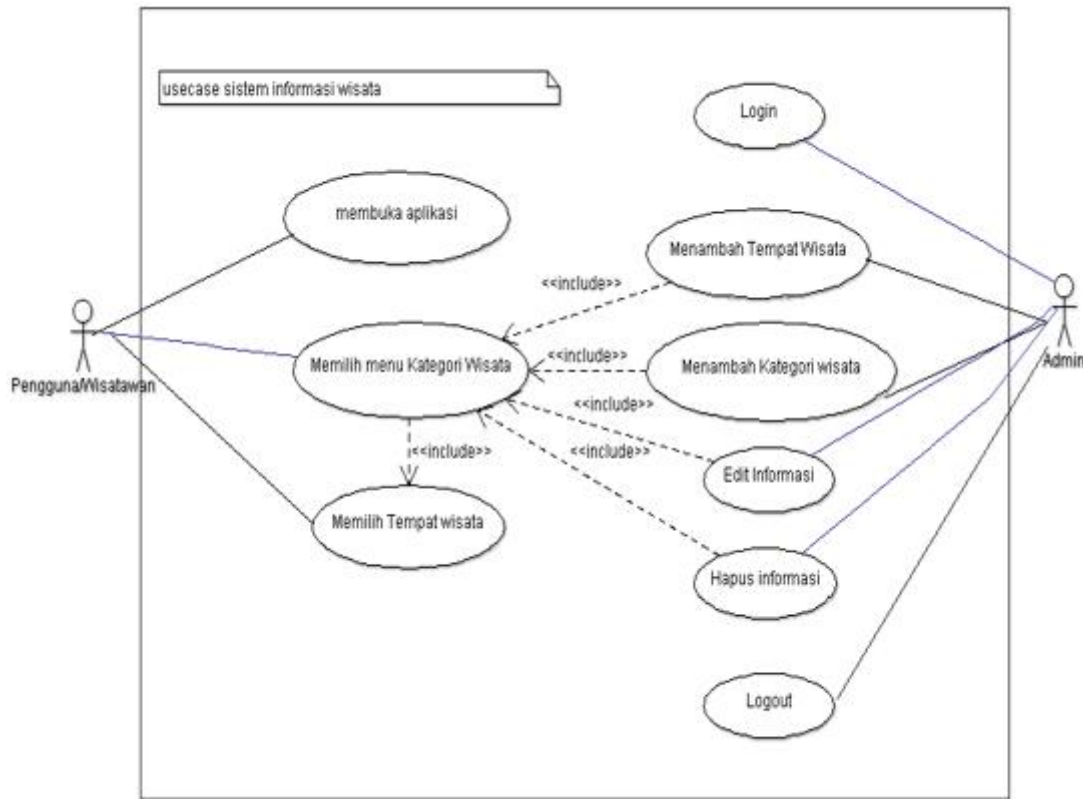 usecase sistem informasi wisata
Login
membuka aplikasi
Menambah Tempat Wisata
<<include>>
Pengguna/Wisatawan
Memilih menu Kategori Wisata
<<include>>
Menambah Kategori wisata
Admin
<<include>>
<<include>>
<<include>>
Edit Informasi
Memilih Tempat wisata
Hapus informasi
Logout